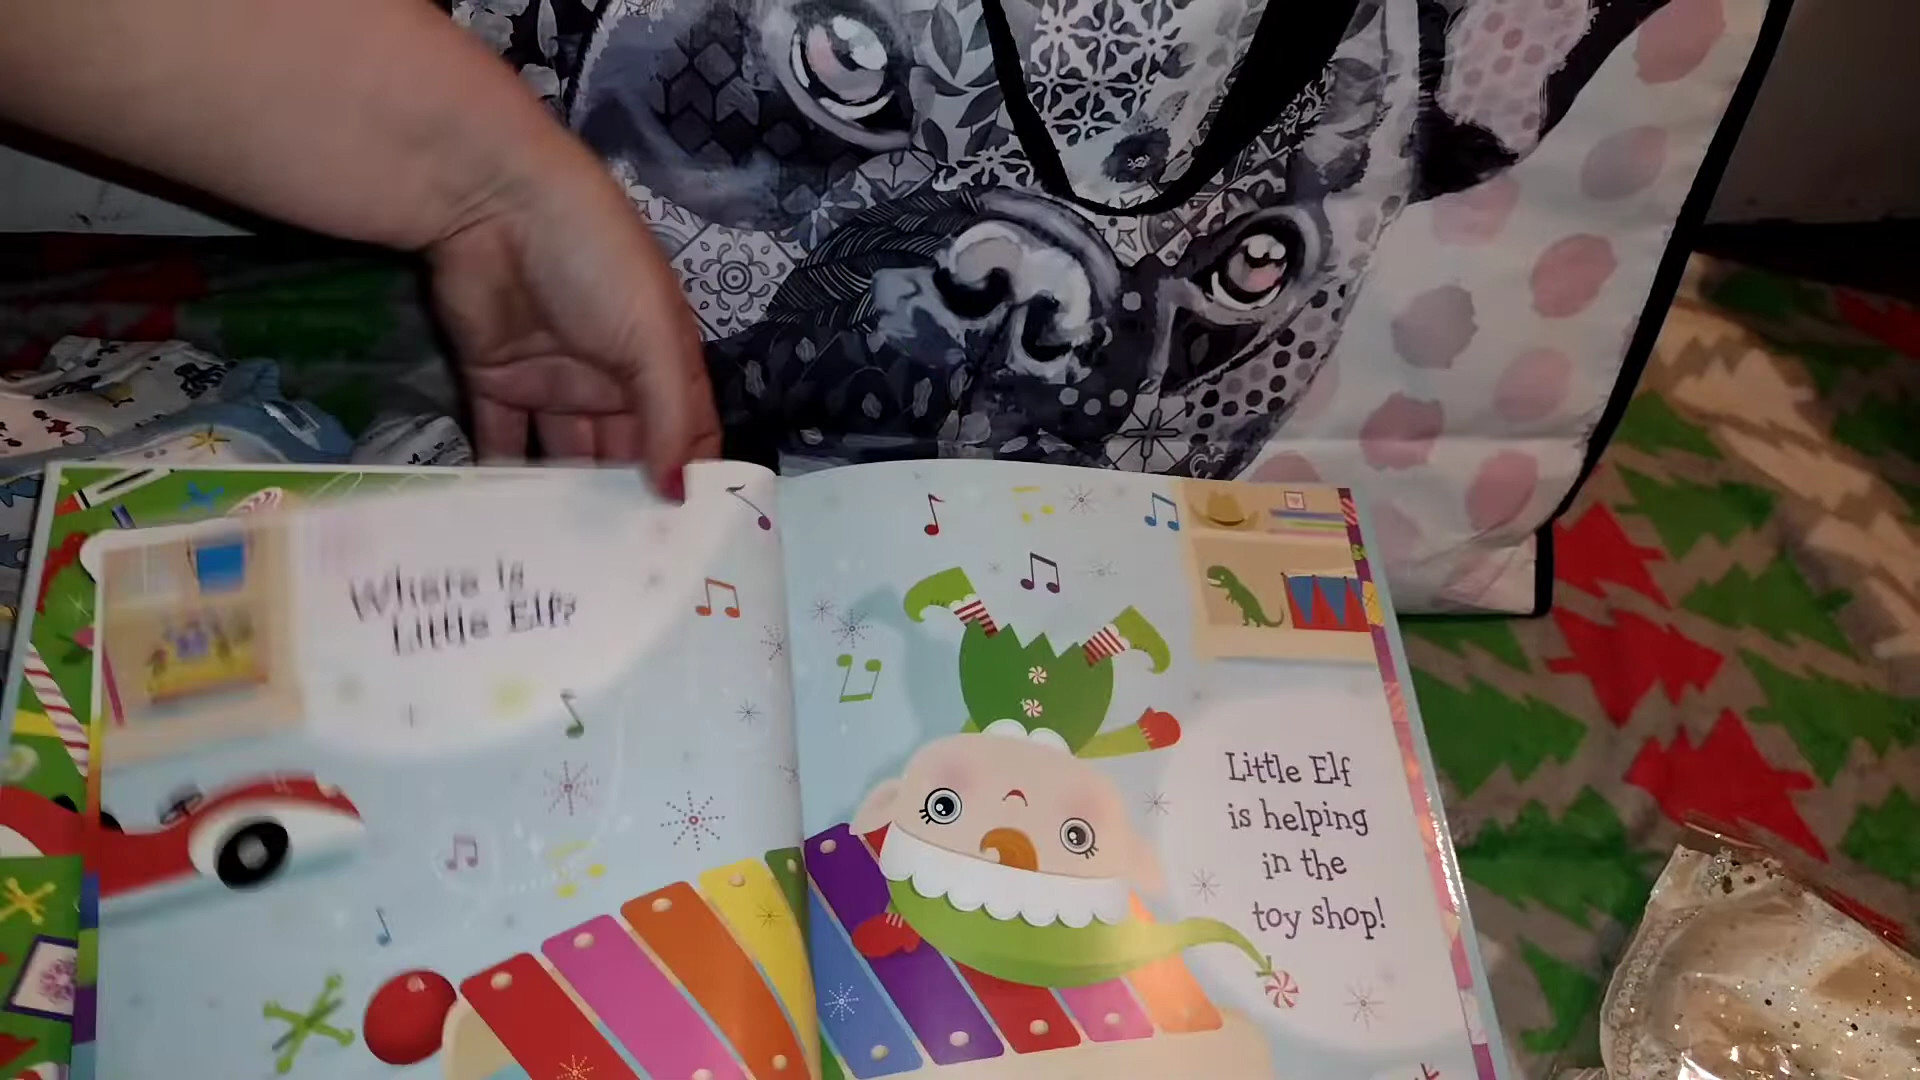 Where is
Little Elf?
Little Elf
is helping
in the
toy shop!